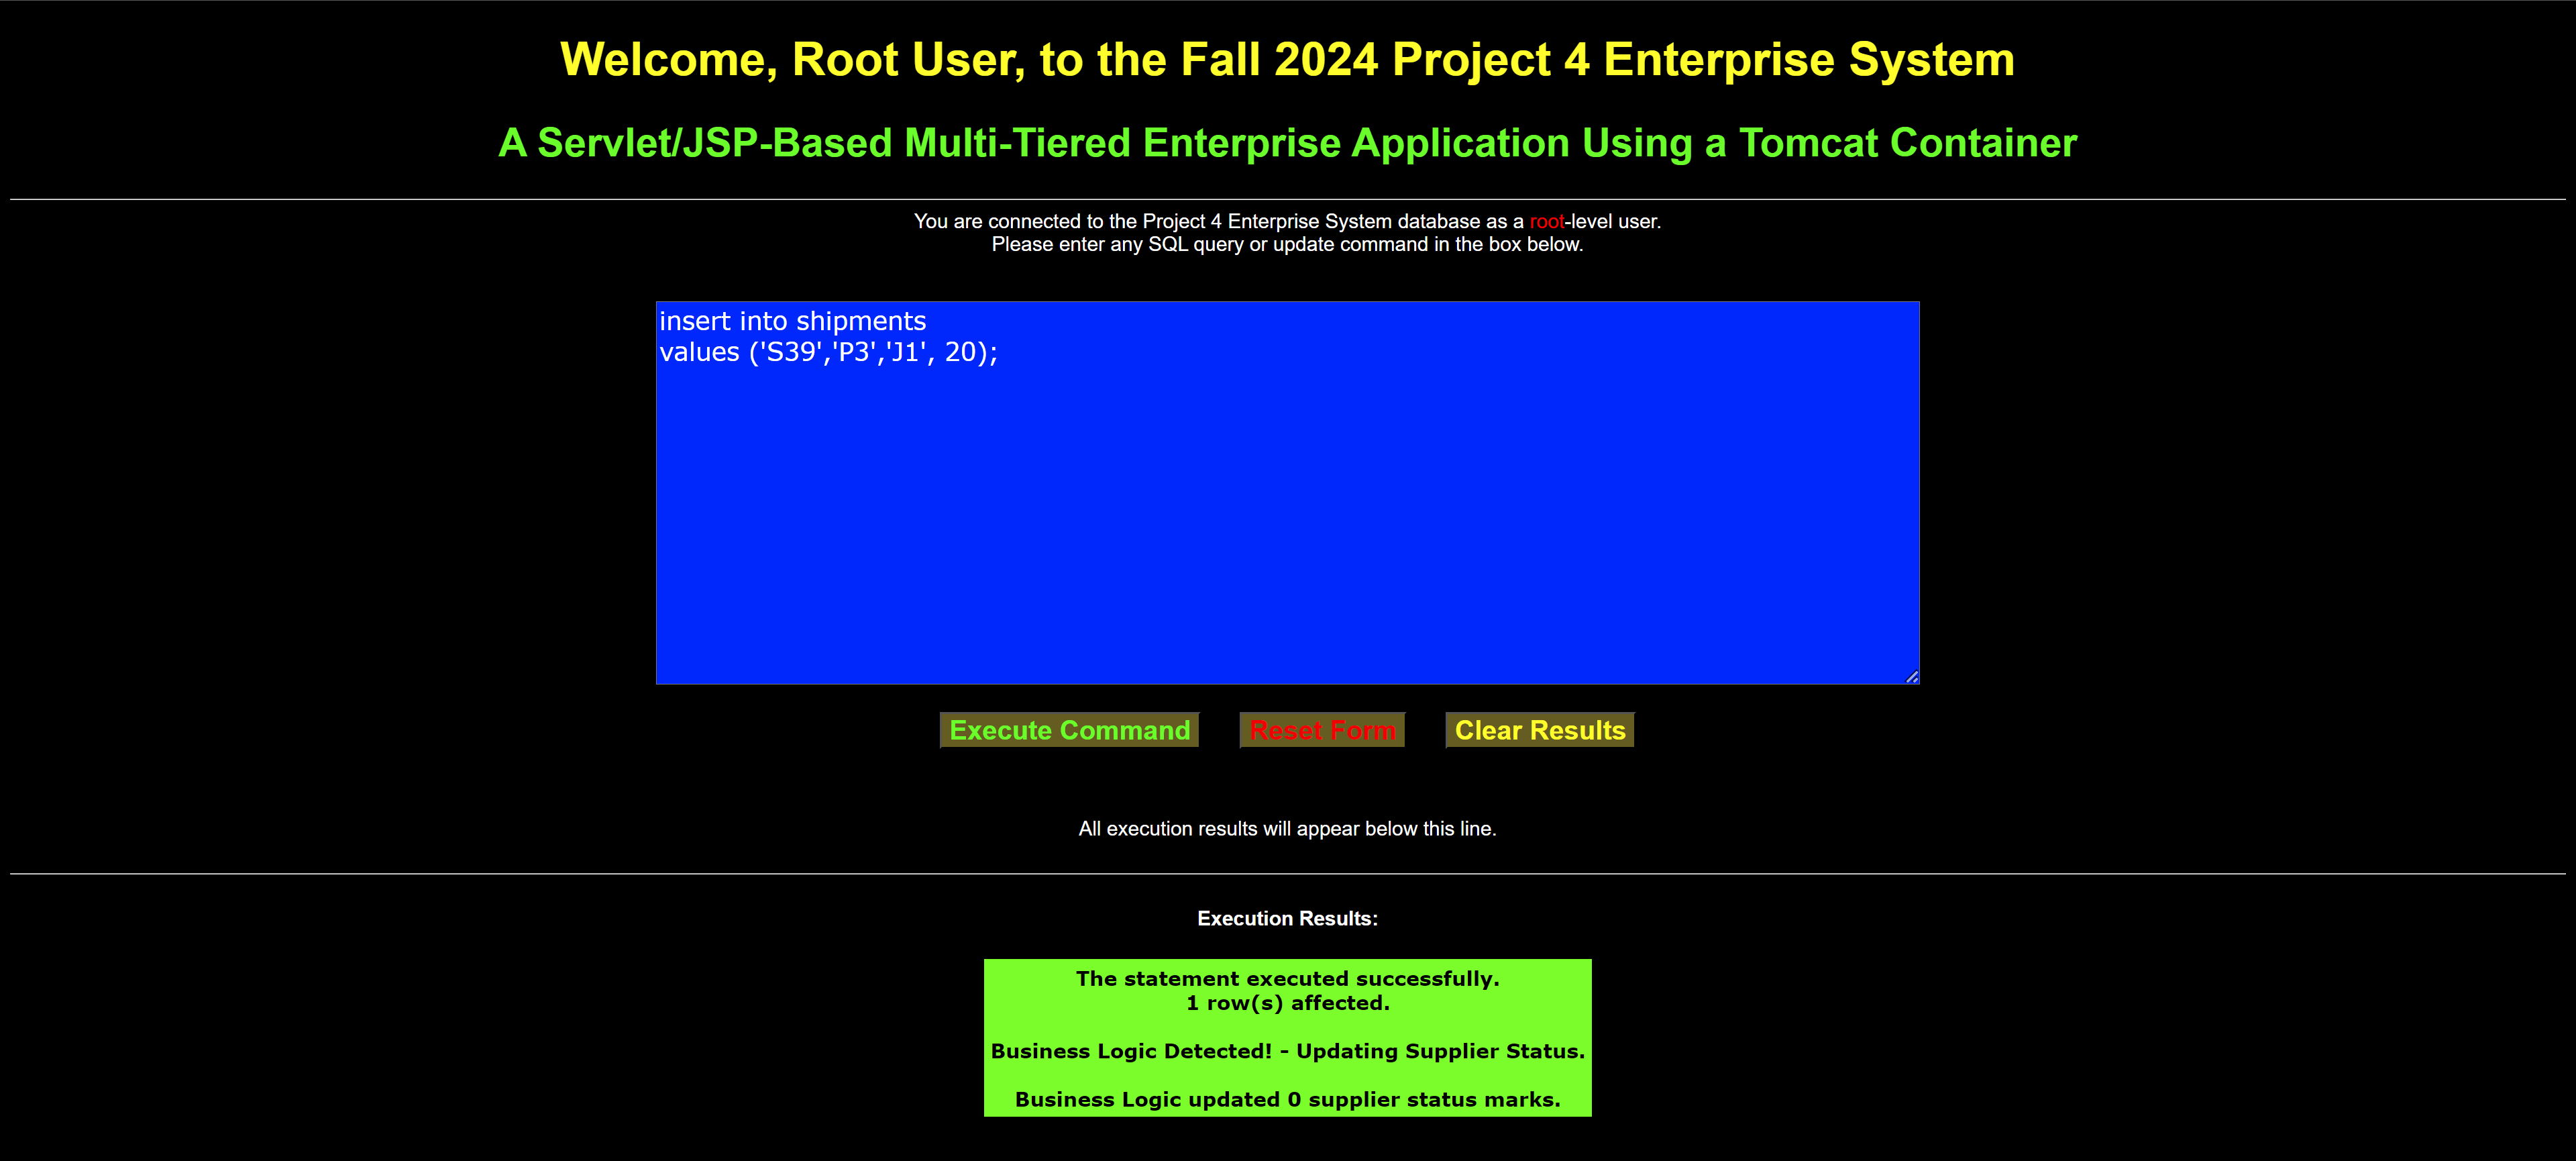 Welcome, Root User, to the Fall 2024 Project 4 Enterprise System
A Servlet/JSP-Based Multi-Tiered Enterprise Application Using a Tomcat Container
You are connected to the Project 4 Enterprise System database as a root-level user.
Please enter any SQL query or update command in the box below.
insert into shipments
values ('S39','P3','J1', 20);
Execute Command Reset Form Clear Results
All execution results will appear below this line.
Execution Results:
The statement executed successfully.
1 row(s) affected.
Business Logic Detected! - Updating Supplier Status.
Business Logic updated 0 supplier status marks.